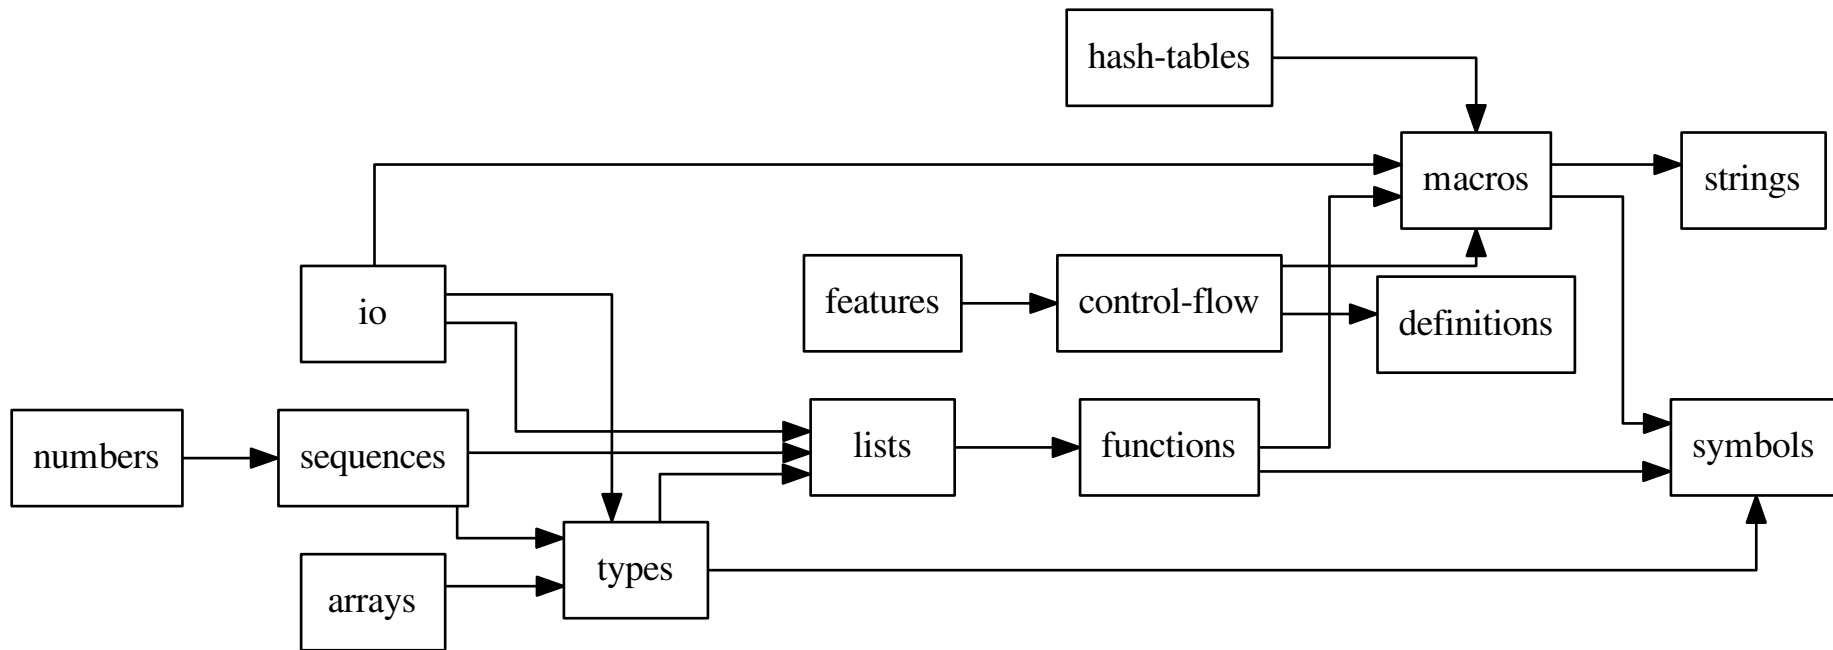 hash-tables
macros
strings
io
features
control-flow
definitions
numbers
sequences
lists
functions
symbols
types
arrays